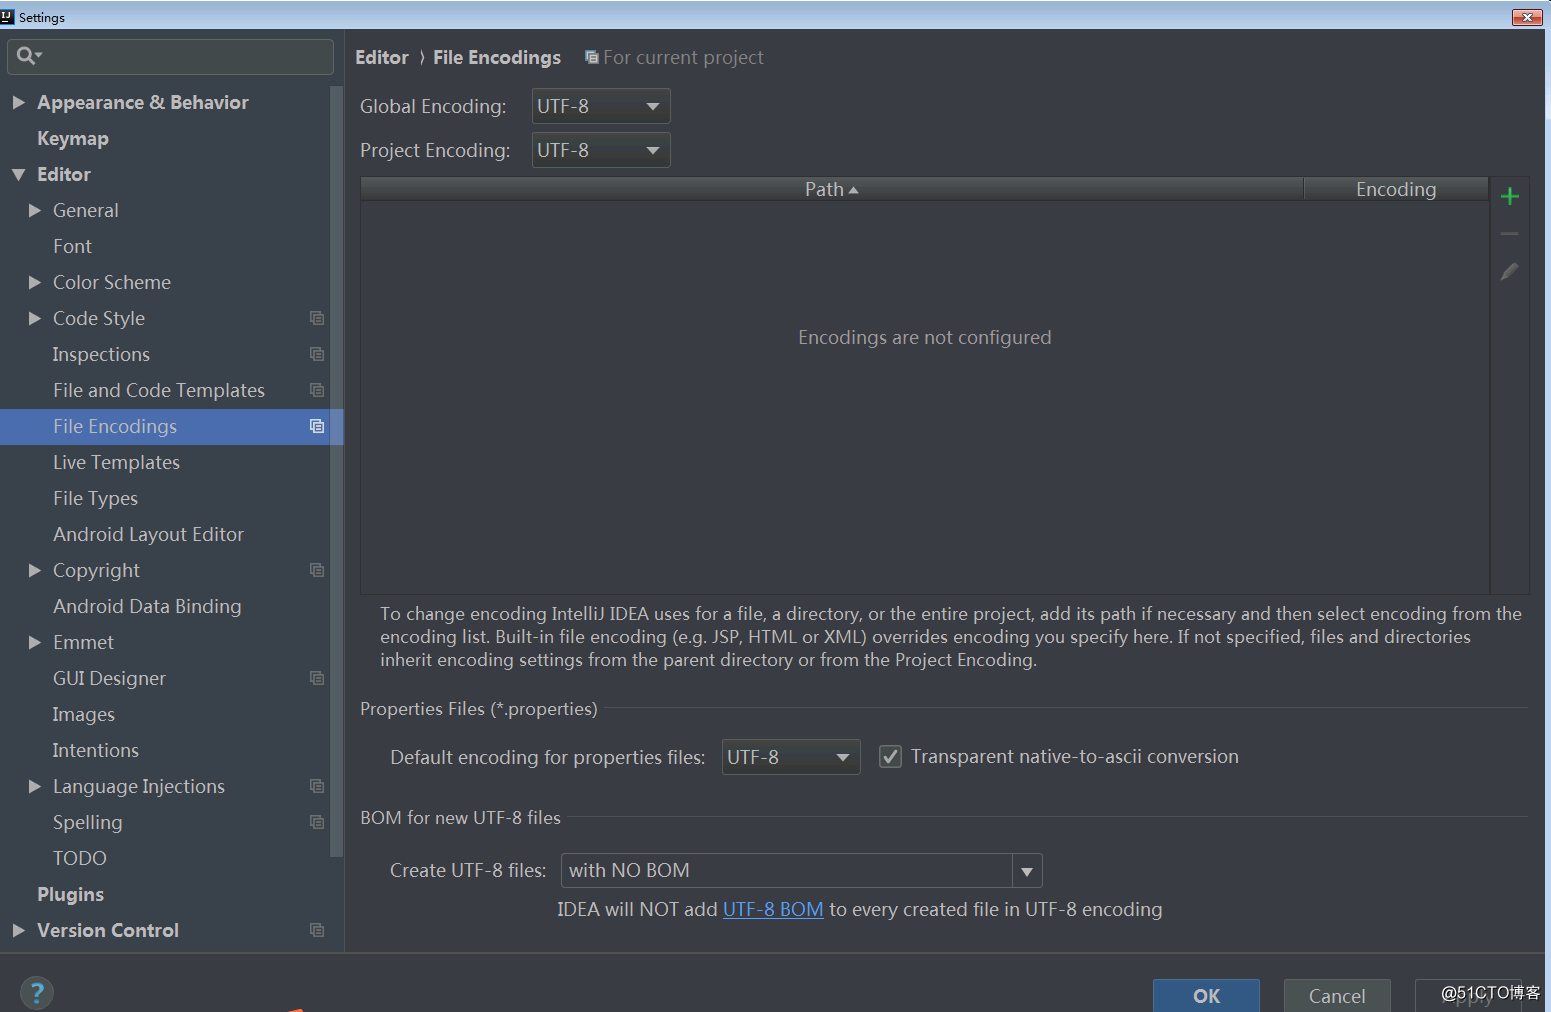 Settings
Appearance & Behavior
Keymap
Editor
General
Font
Color Scheme
Code Style
Inspections
File and Code Templates
File Encodings
Live Templates
File Types
Android Layout Editor
Copyright
Android Data Binding
Emmet
GUI Designer
Images
Intentions
Language Injections
Spelling
TODO
Plugins
Version Control
Editor 〉 File Encodings For current project
Global Encoding: UTF-8
Project Encoding: UTF-8
Path Encoding
Encodings are not configured
To change encoding IntelliJ IDEA uses for a file, a directory, or the entire project, add its path if necessary and then select encoding from the
encoding list. Built-in file encoding (e.g. JSP, HTML or XML) overrides encoding you specify here. If not specified, files and directories
inherit encoding settings from the parent directory or from the Project Encoding.
Properties Files (*.properties)
Default encoding for properties files: UTF-8 Transparent native-to-ascii conversion
BOM for new UTF-8 files
Create UTF-8 files: with NO BOM
IDEA will NOT add UTF-8 BOM to every created file in UTF-8 encoding
?
OK Cancel Apply
@51CTO博客